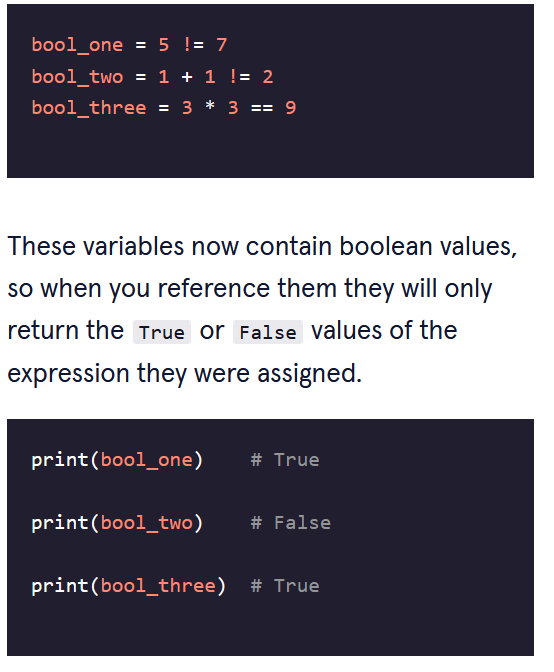 bool_one = 5 != 7
bool_two = 1 + 1 != 2
bool_three = 3 * 3 == 9
These variables now contain boolean values,
so when you reference them they will only
return the True or False values of the
expression they were assigned.
print(bool_one)    # True
print(bool_two)    # False
print(bool_three)  # True